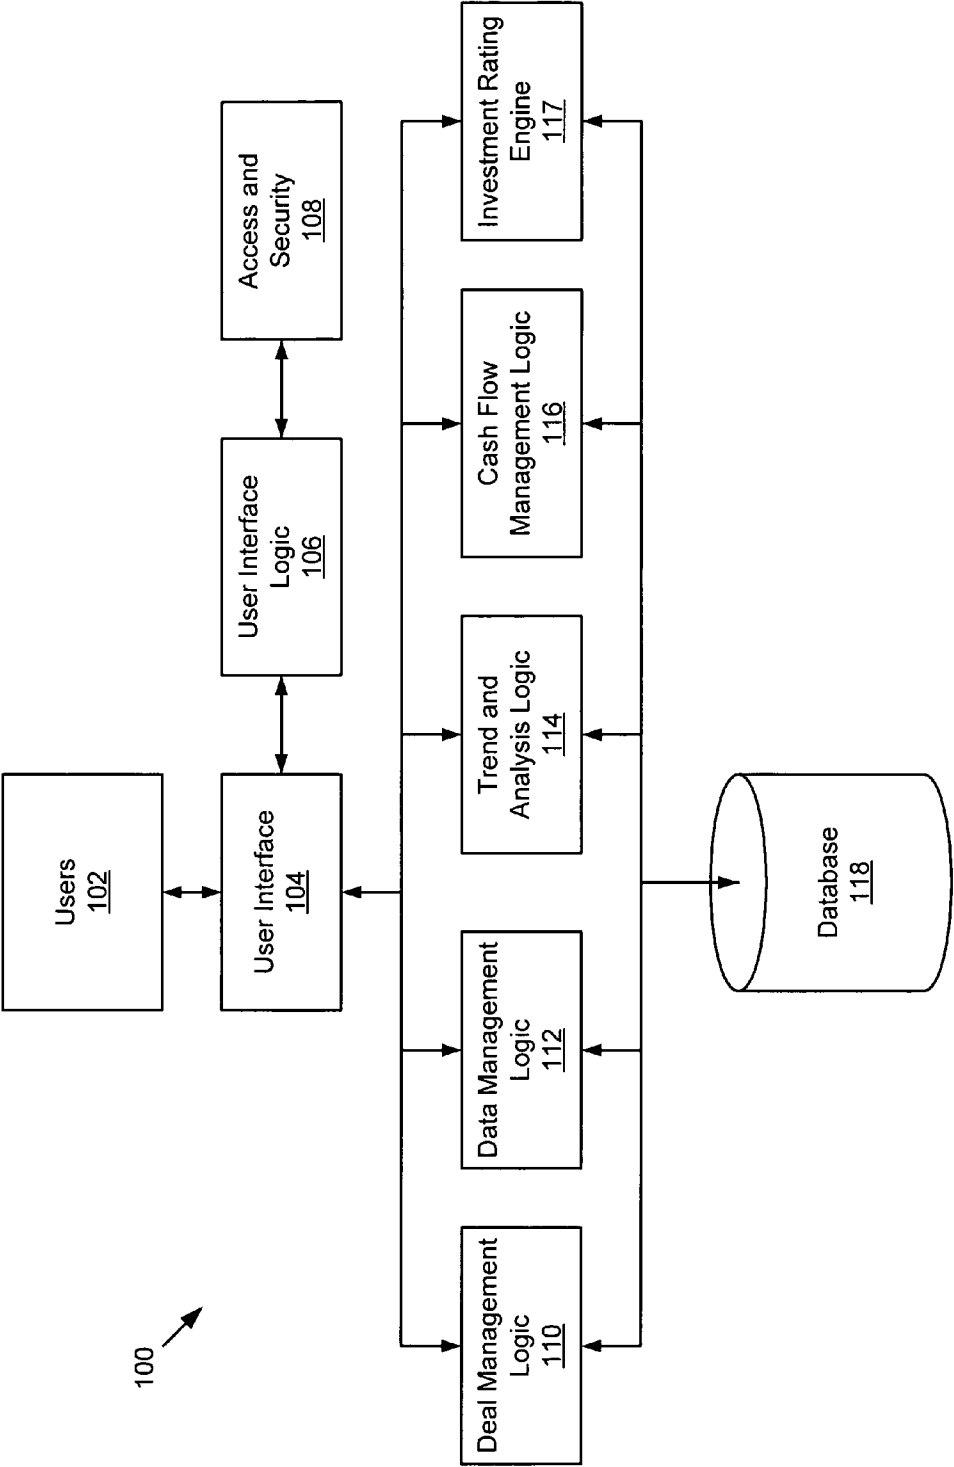 100
Users
102
User Interface
104
User Interface
Logic
106
Access and
Security
108
Deal Management
Logic
110
Data Management
Logic
112
Trend and
Analysis Logic
114
Cash Flow
Management Logic
116
Investment Rating
Engine
117
Database
118